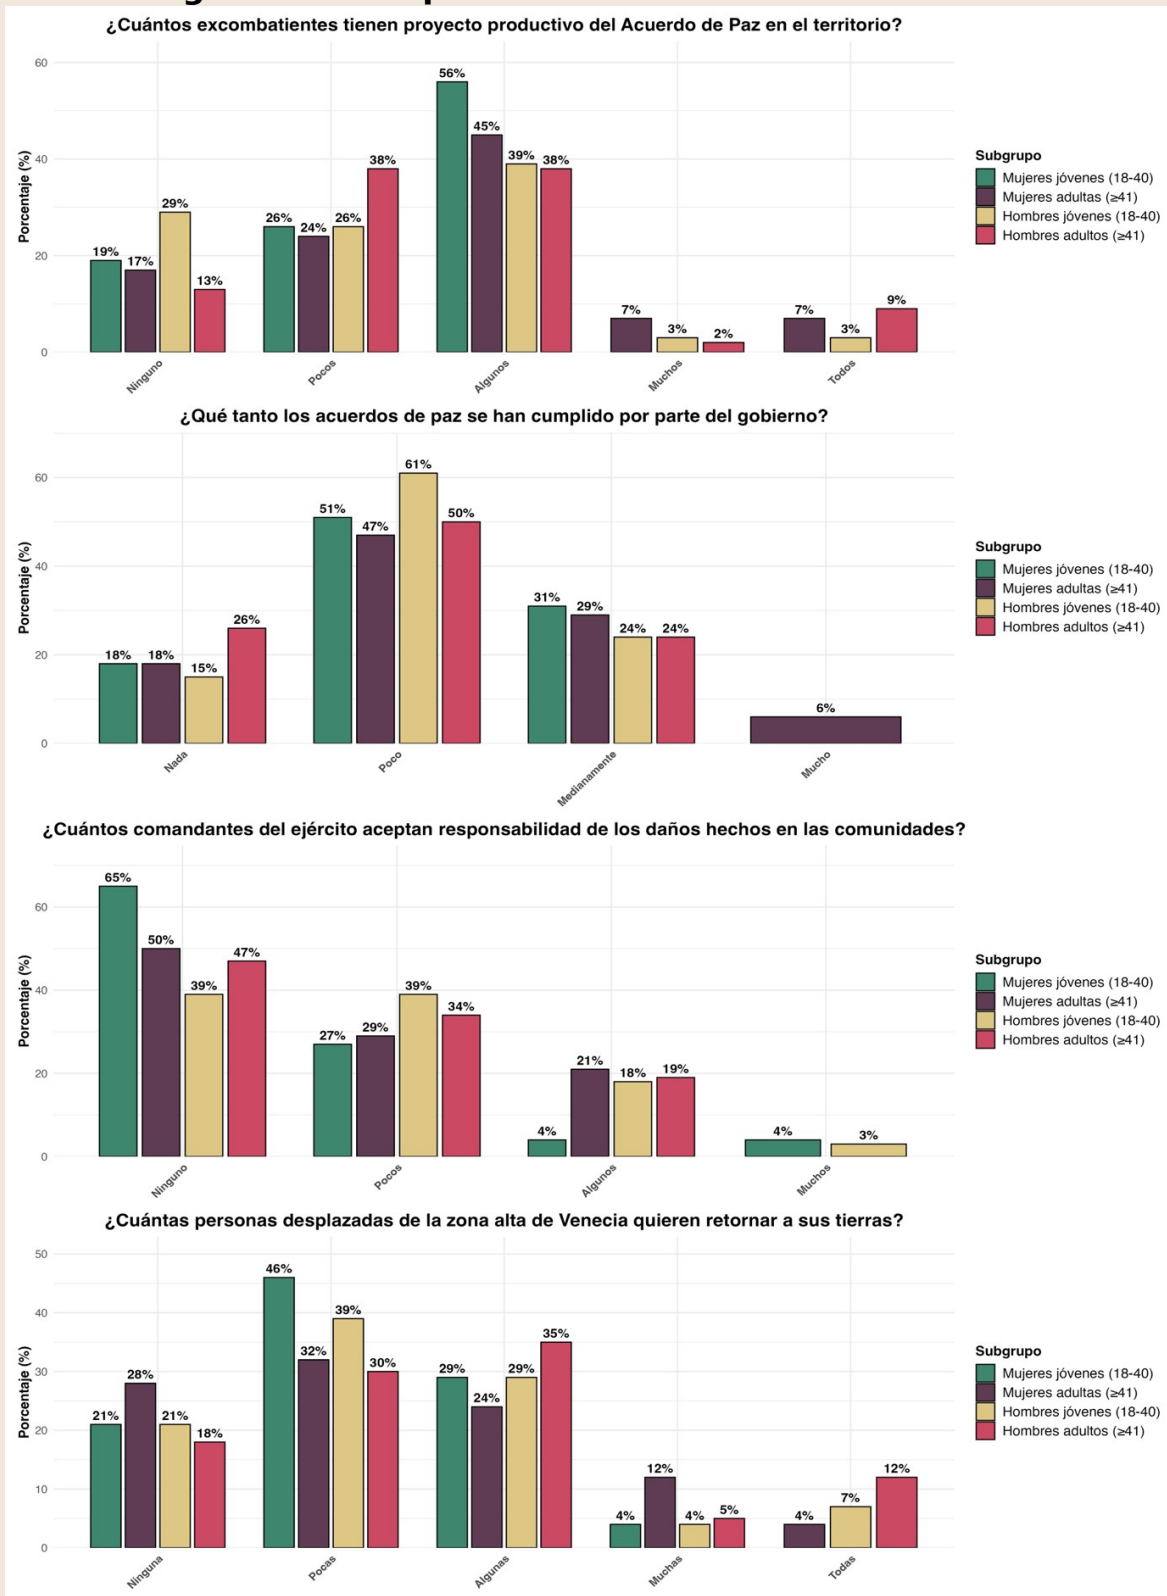 ¿Cuántos excombatientes tienen proyecto productivo del Acuerdo de Paz en el territorio?
Porcentaje (%)
60
40
20
0
19% 17% 29% 13%
26% 24% 26% 38%
56% 45% 39% 38%
7% 3% 2%
7% 3% 9%
Ninguno Pocos Algunos Muchos Todos
Subgrupo
Mujeres jóvenes (18-40)
Mujeres adultas (≥41)
Hombres jóvenes (18-40)
Hombres adultos (≥41)
¿Qué tanto los acuerdos de paz se han cumplido por parte del gobierno?
Porcentaje (%)
60
40
20
0
18% 18% 15% 26%
51% 47% 61% 50%
31% 29% 24% 24%
6%
Nada Poco Medianamente Mucho
Subgrupo
Mujeres jóvenes (18-40)
Mujeres adultas (≥41)
Hombres jóvenes (18-40)
Hombres adultos (≥41)
¿Cuántos comandantes del ejército aceptan responsabilidad de los daños hechos en las comunidades?
Porcentaje (%)
60
40
20
0
65% 50% 39% 47%
27% 29% 39% 34%
4% 21% 18% 19%
4% 3%
Ninguno Pocos Algunos Muchos
Subgrupo
Mujeres jóvenes (18-40)
Mujeres adultas (≥41)
Hombres jóvenes (18-40)
Hombres adultos (≥41)
¿Cuántas personas desplazadas de la zona alta de Venecia quieren retornar a sus tierras?
Porcentaje (%)
50
40
30
20
10
0
21% 28% 21% 18%
46% 32% 39% 30%
29% 24% 29% 35%
4% 12% 4% 5%
4% 7% 12%
Ninguna Pocas Algunas Muchas Todas
Subgrupo
Mujeres jóvenes (18-40)
Mujeres adultas (≥41)
Hombres jóvenes (18-40)
Hombres adultos (≥41)